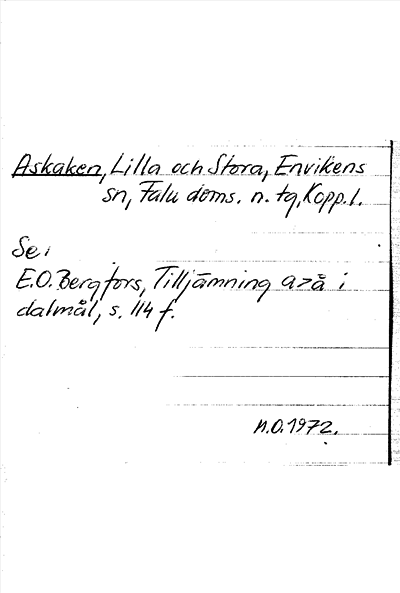 Askaken, Lilla och Stora, Envikens
sn, Falu doms. n. tg, Kopp.l.
Se:
E.O. Bergfors, Tilljämning a>å i
dalmål, s. 114 f.
N.O. 1972.